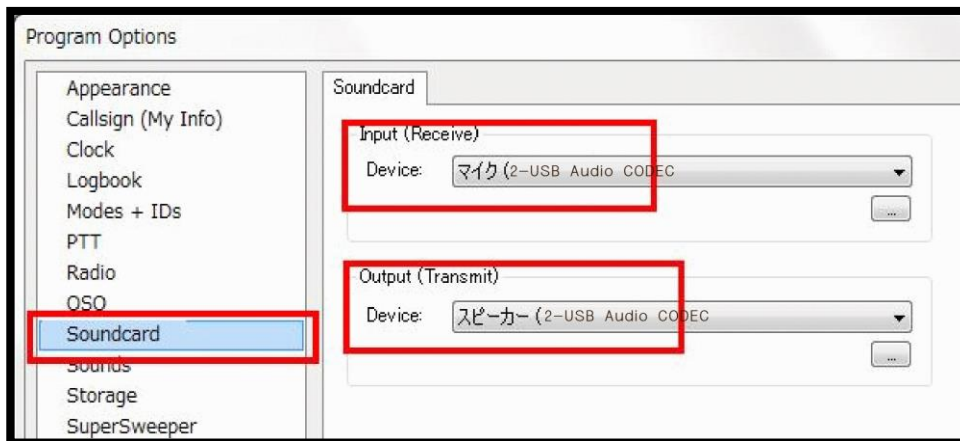 Program Options
Appearance
Callsign (My Info)
Clock
Logbook
Modes + IDs
PTT
Radio
QSO
Soundcard
Sounds
Storage
SuperSweeper
Soundcard
Input (Receive)
Device: マイク (2-USB Audio CODEC
...
Output (Transmit)
Device: スピーカー (2-USB Audio CODEC
...